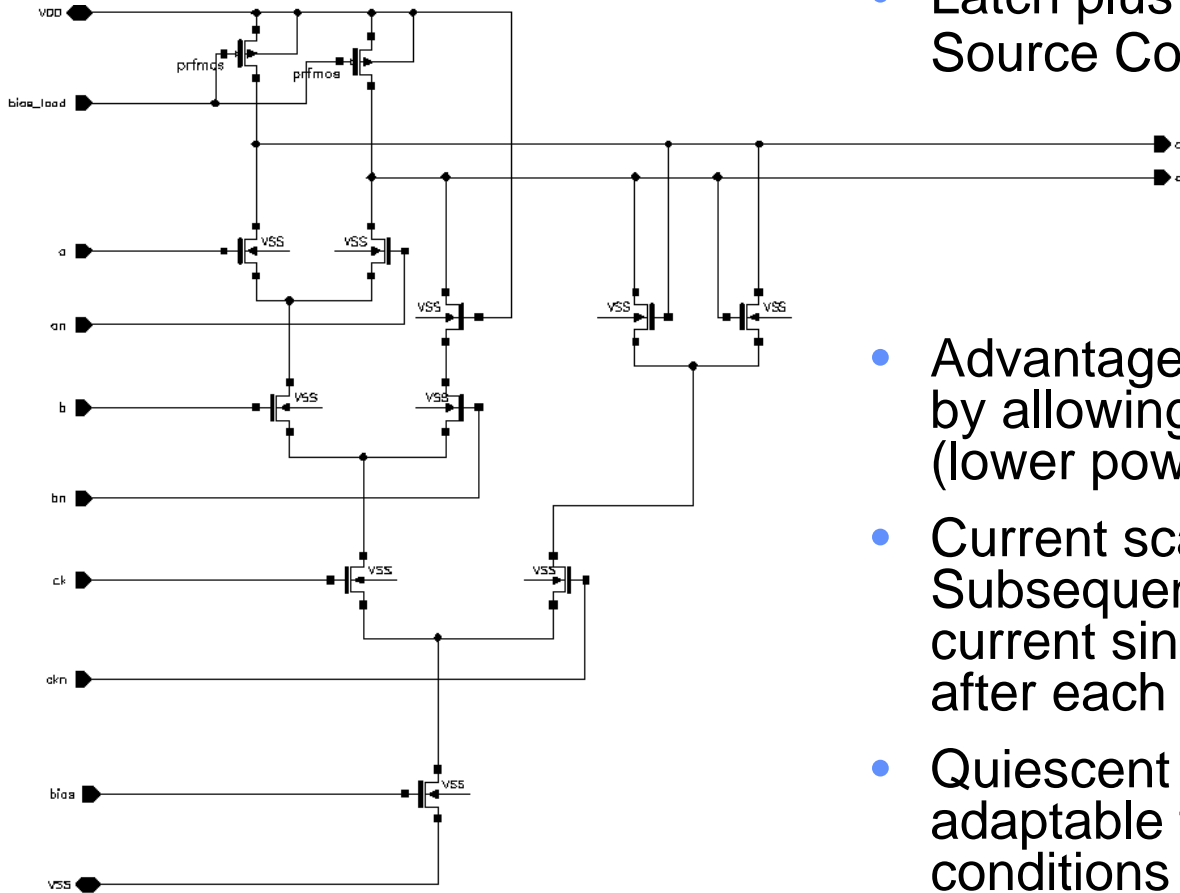 VDD
prfmos
prfmos
bias_load
a
VSS
VSS
an
VSS
VSS
VSS
b
VSS
VSS
bn
ck
VSS
VSS
ckn
bias
VSS
VSS
Latch plus
Source Co
Advantage
by allowing
(lower pow
Current sca
Subsequen
current sin
after each
Quiescent
adaptable
conditions